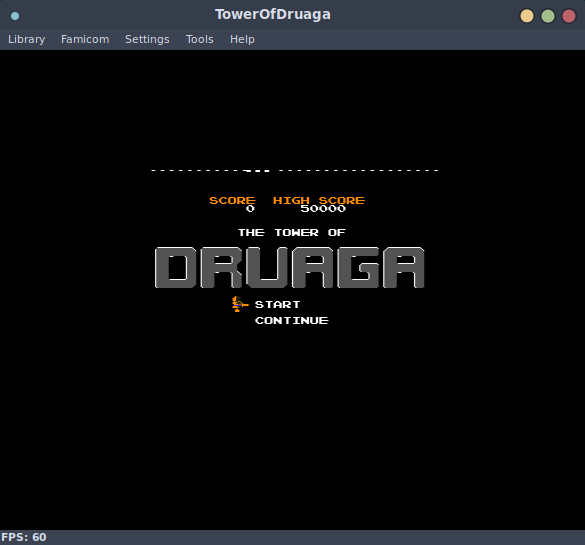 TowerOfDruaga
Library Famicom Settings Tools Help
SCORE HIGH SCORE
0 50000
THE TOWER OF
DRUAGA
START
CONTINUE
FPS: 60